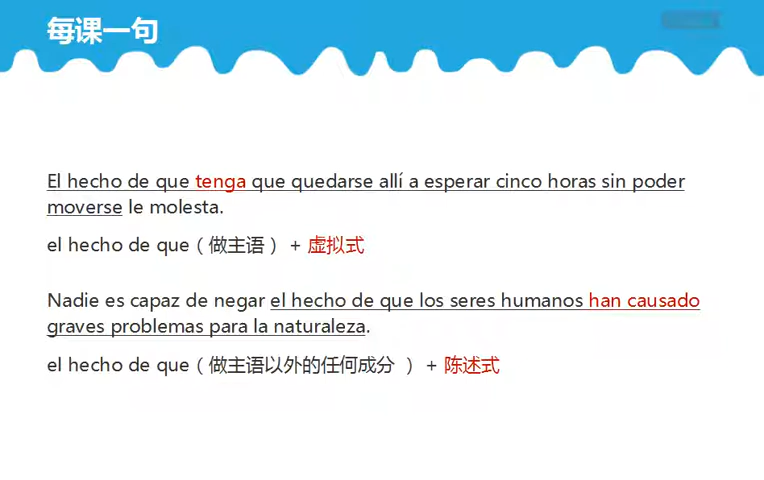 每课一句
El hecho de que tenga que quedarse allí a esperar cinco horas sin poder
moverse le molesta.
el hecho de que（做主语）+ 虚拟式
Nadie es capaz de negar el hecho de que los seres humanos han causado
graves problemas para la naturaleza.
el hecho de que（做主语以外的任何成分 ）+ 陈述式